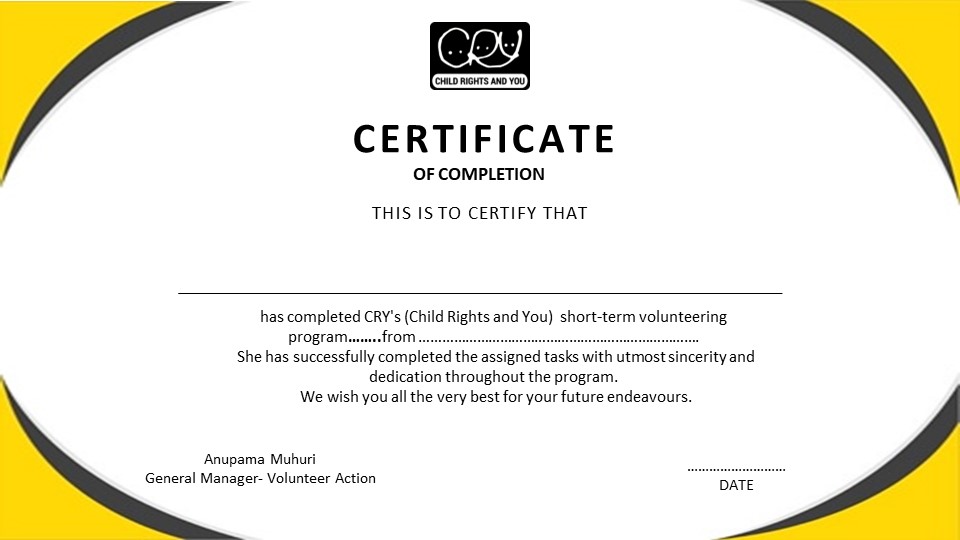 CRY
CHILD RIGHTS AND YOU
CERTIFICATE
OF COMPLETION
THIS IS TO CERTIFY THAT
has completed CRY's (Child Rights and You) short-term volunteering
program........from ……………………………………………………….
She has successfully completed the assigned tasks with utmost sincerity and
dedication throughout the program.
We wish you all the very best for your future endeavours.
Anupama Muhuri
General Manager- Volunteer Action
………………………
DATE